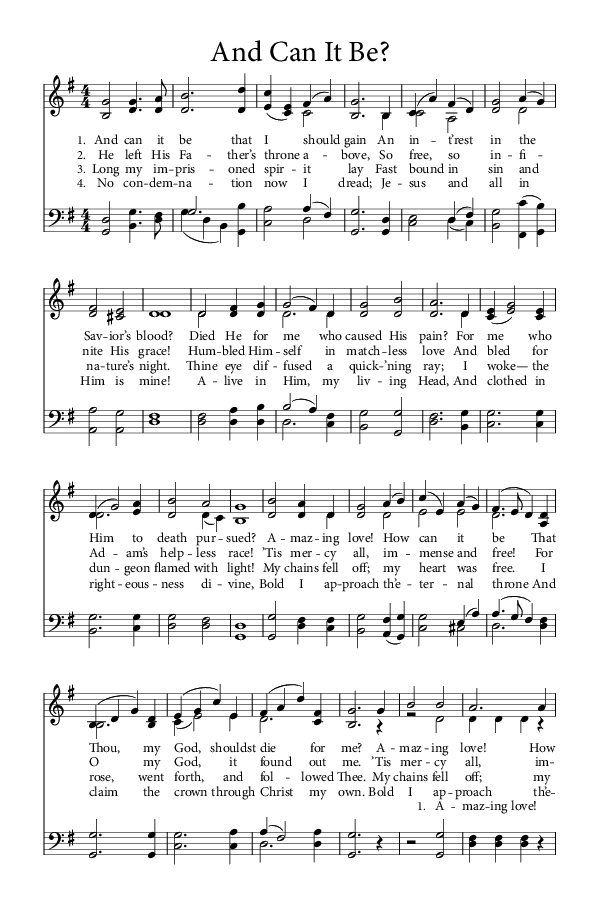 And Can It Be?
1. And can it be that I should gain An in - t'rest in the
2. He left His Fa - ther's throne a - bove, So free, so in - fi -
3. Long my im - pris - oned spir - it lay Fast bound in sin and
4. No con - dem - na - tion now I dread; Je - sus and all in
Sav - ior's blood? Died He for me who caused His pain? For me who
nite His grace! Hum - bled Him - self in match - less love And bled for
na - ture's night. Thine eye dif - fused a quick - 'ning ray; I woke— the
Him is mine! A - live in Him, my liv - ing Head, And clothed in
Him to death pur - sued? A - maz - ing love! How can it be That
Ad - am's help - less race! 'Tis mer - cy all, im - mense and free! For
dun - geon flamed with light! My chains fell off; my heart was free. I
right - eous - ness di - vine, Bold I ap - proach th'e - ter - nal throne And
Thou, my God, shouldst die for me? A - maz - ing love! How
O my God, it found out me. 'Tis mer - cy all, im-
rose, went forth, and fol - lowed Thee. My chains fell off; my
claim the crown through Christ my own. Bold I ap - proach th'e-
1. A - maz - ing love!